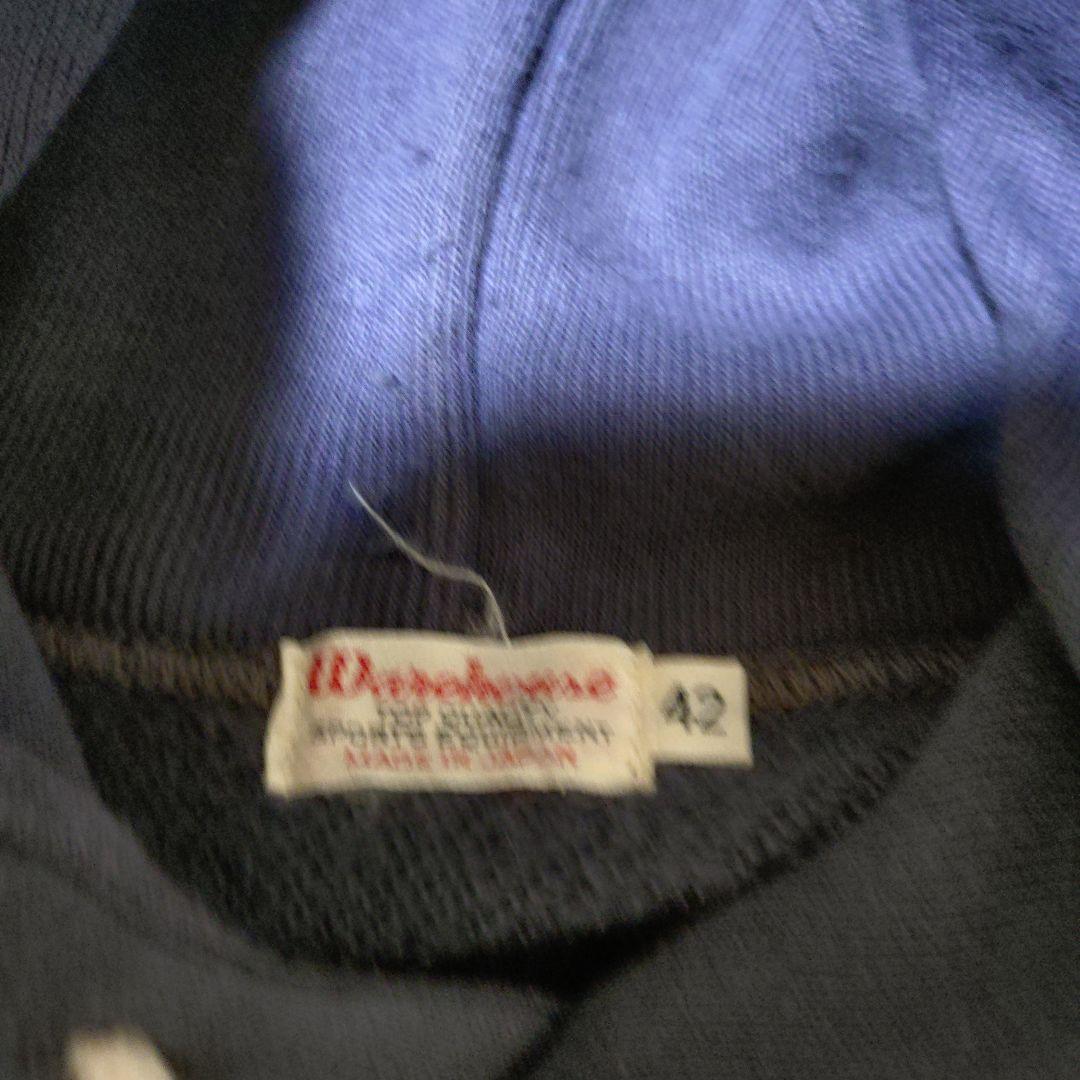 Warehouse
TOP QUALITY
SPORTS EQUIPMENT
MADE IN JAPAN
42